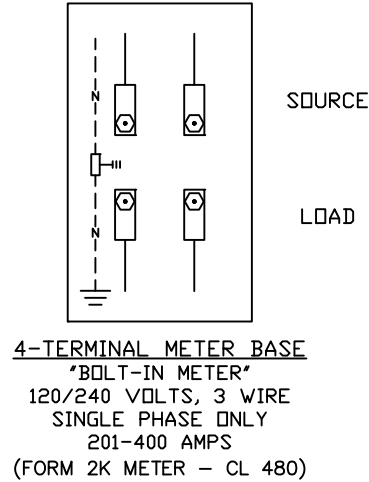 N
SOURCE
LOAD
N
4-TERMINAL METER BASE
"BOLT-IN METER"
120/240 VOLTS, 3 WIRE
SINGLE PHASE ONLY
201-400 AMPS
(FORM 2K METER - CL 480)